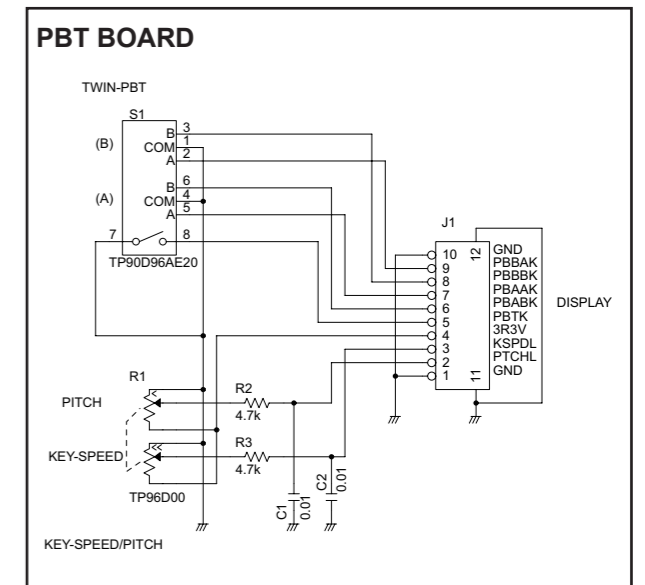 PBT BOARD
TWIN-PBT
S1
(B)
B 3
COM 1
A 2
(A)
B 6
COM 4
A 5
7
8
TP90D96AE20
J1
10 GND
9 PBBAK
8 PBBBK
7 PBAAK
6 PBABK
5 PBTK
4 3R3V
3 KSPDL
2 PTCHL
1 GND
12
11
DISPLAY
R1
PITCH
R2
4.7k
KEY-SPEED
R3
4.7k
TP96D00
C1
0.01
C2
0.01
KEY-SPEED/PITCH